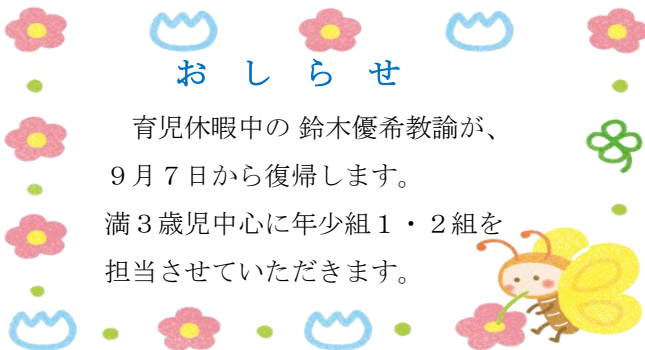 お し ら せ
育児休暇中の 鈴木優希教諭が、
９月７日から復帰します。
満３歳児中心に年少組１・２組を
担当させていただきます。